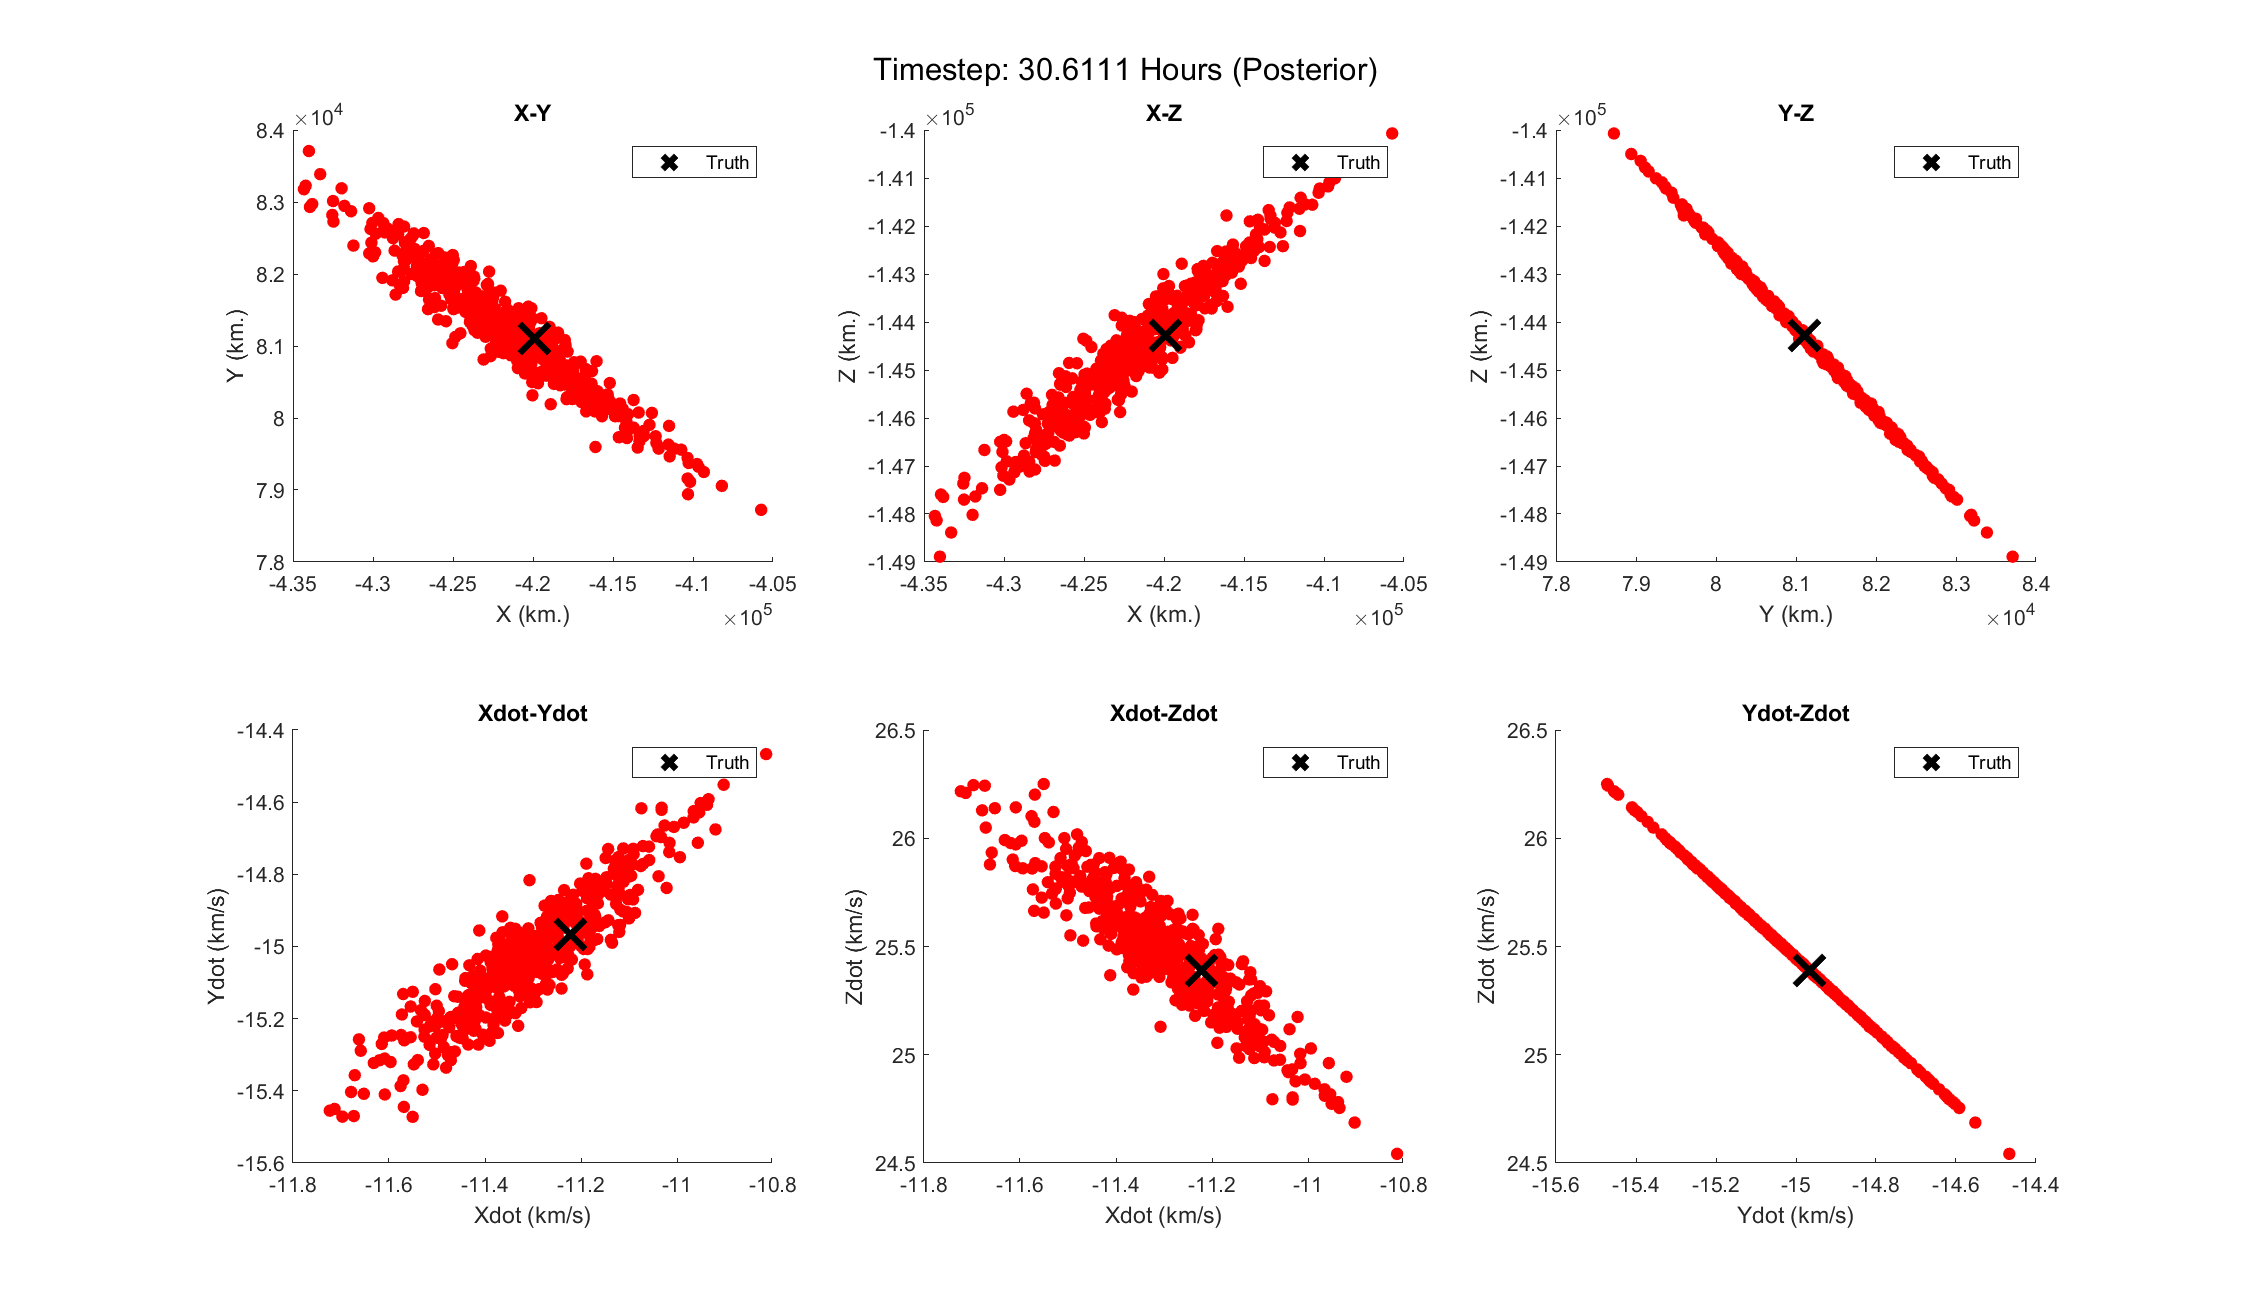 Timestep: 30.6111 Hours (Posterior)
X-Y
×10^4
8.4
8.3
8.2
8.1
8
7.9
7.8
Y (km.)
-4.35 -4.3 -4.25 -4.2 -4.15 -4.1 -4.05
X (km.)
×10^5
Truth
X-Z
×10^5
-1.4
-1.41
-1.42
-1.43
-1.44
-1.45
-1.46
-1.47
-1.48
-1.49
Z (km.)
-4.35 -4.3 -4.25 -4.2 -4.15 -4.1 -4.05
X (km.)
×10^5
Truth
Y-Z
×10^5
-1.4
-1.41
-1.42
-1.43
-1.44
-1.45
-1.46
-1.47
-1.48
-1.49
Z (km.)
7.8 7.9 8 8.1 8.2 8.3 8.4
Y (km.)
×10^4
Truth
Xdot-Ydot
-14.4
-14.6
-14.8
-15
-15.2
-15.4
-15.6
Ydot (km/s)
-11.8 -11.6 -11.4 -11.2 -11 -10.8
Xdot (km/s)
Truth
Xdot-Zdot
26.5
26
25.5
25
24.5
Zdot (km/s)
-11.8 -11.6 -11.4 -11.2 -11 -10.8
Xdot (km/s)
Truth
Ydot-Zdot
26.5
26
25.5
25
24.5
Zdot (km/s)
-15.6 -15.4 -15.2 -15 -14.8 -14.6 -14.4
Ydot (km/s)
Truth